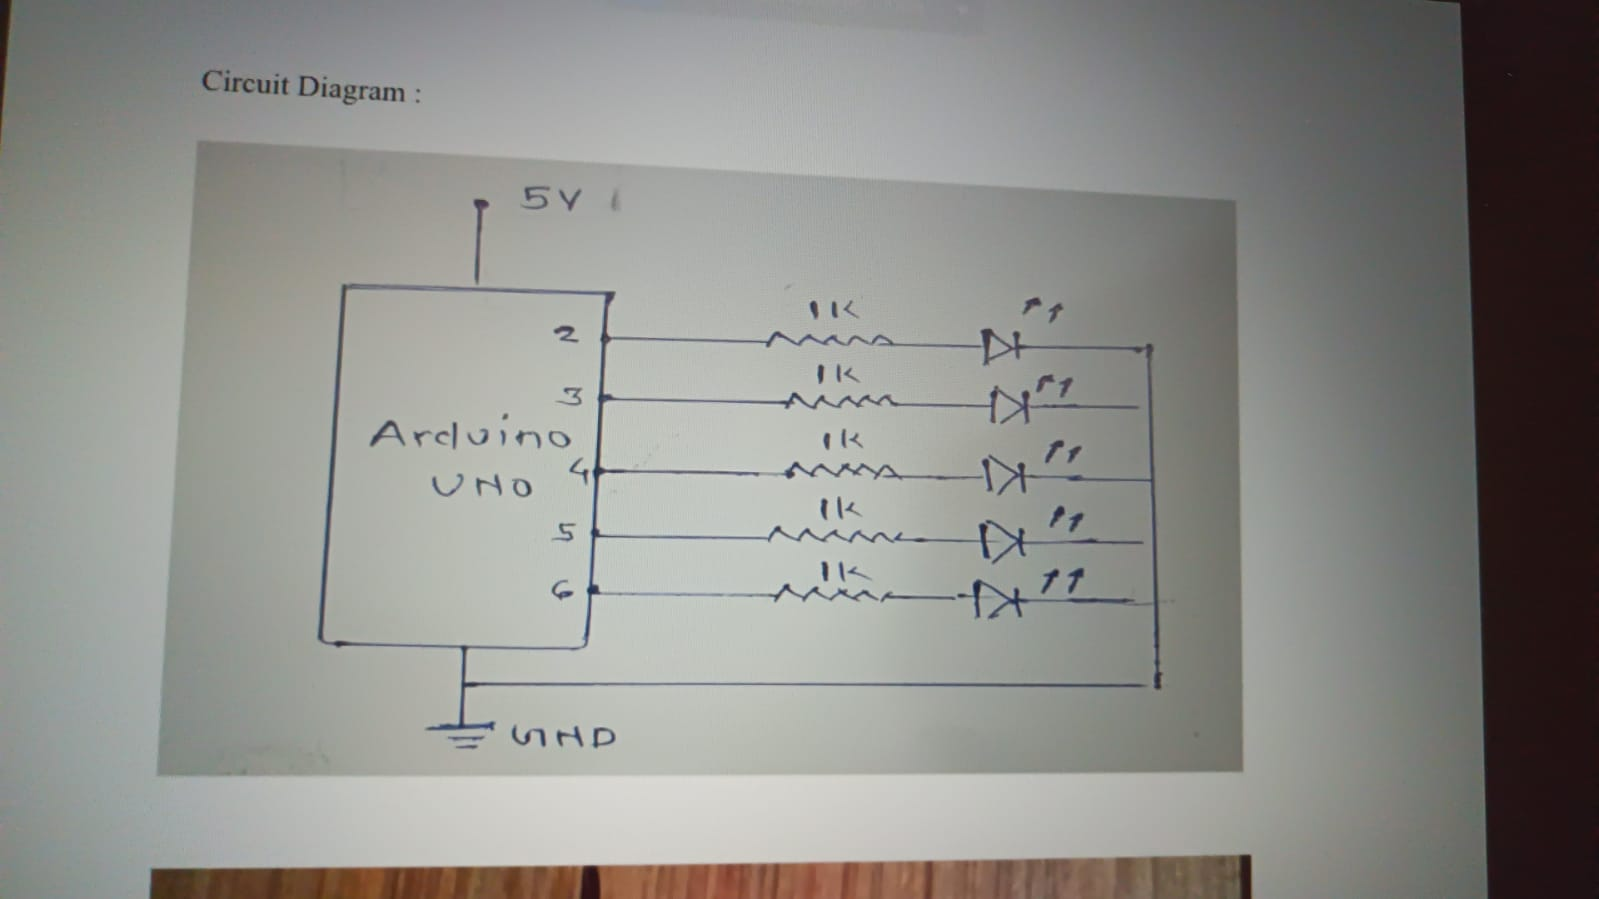 Circuit Diagram :
5V
2
1K
3
1K
Arduino
4
1K
UNO
5
1K
6
1K
GND